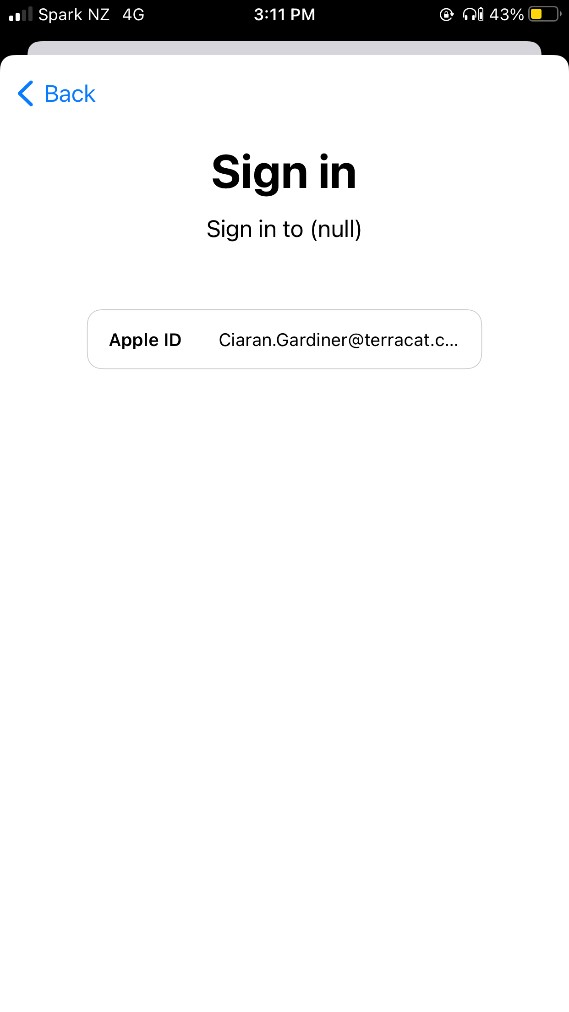 Spark NZ 4G 3:11 PM 43%
Back
Sign in
Sign in to (null)
Apple ID Ciaran.Gardiner@terracat.c...